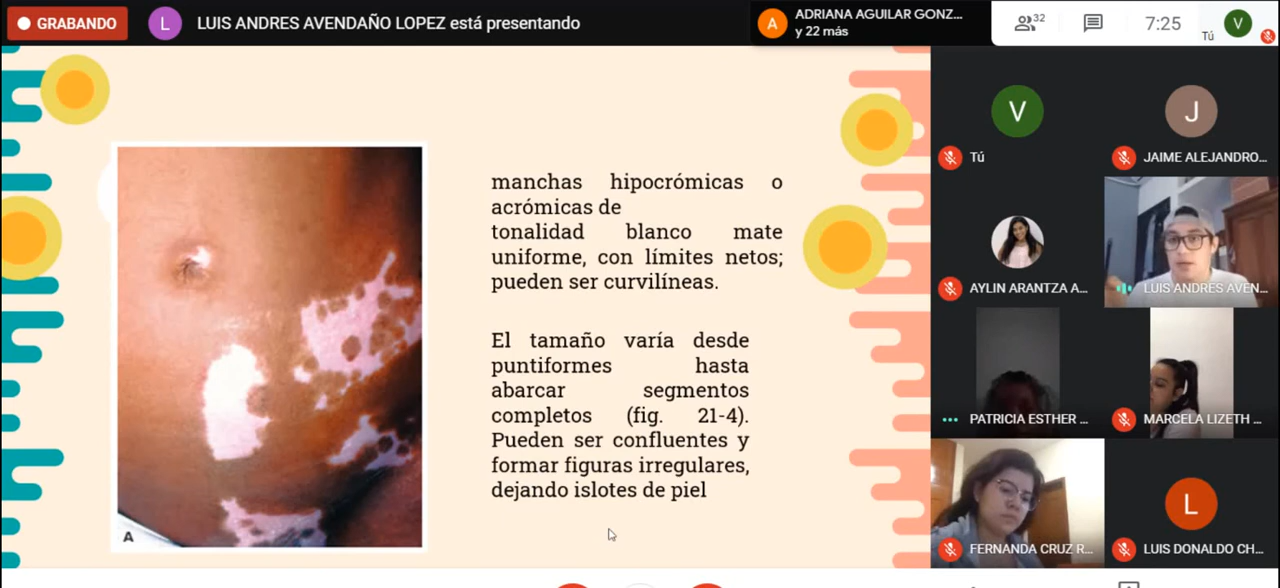 GRABANDO
L
LUIS ANDRES AVENDAÑO LOPEZ está presentando
A
ADRIANA AGUILAR GONZ...
y 22 más
32
7:25
Tú
V
manchas hipocrómicas o
acrómicas de
tonalidad blanco mate
uniforme, con límites netos;
pueden ser curvilíneas.
El tamaño varía desde
puntiformes hasta
abarcar segmentos
completos (fig. 21-4).
Pueden ser confluentes y
formar figuras irregulares,
dejando islotes de piel
A
V
Tú
J
JAIME ALEJANDRO...
AYLIN ARANTZA A...
LUIS ANDRES AVEN...
PATRICIA ESTHER ...
MARCELA LIZETH ...
FERNANDA CRUZ R...
L
LUIS DONALDO CH...